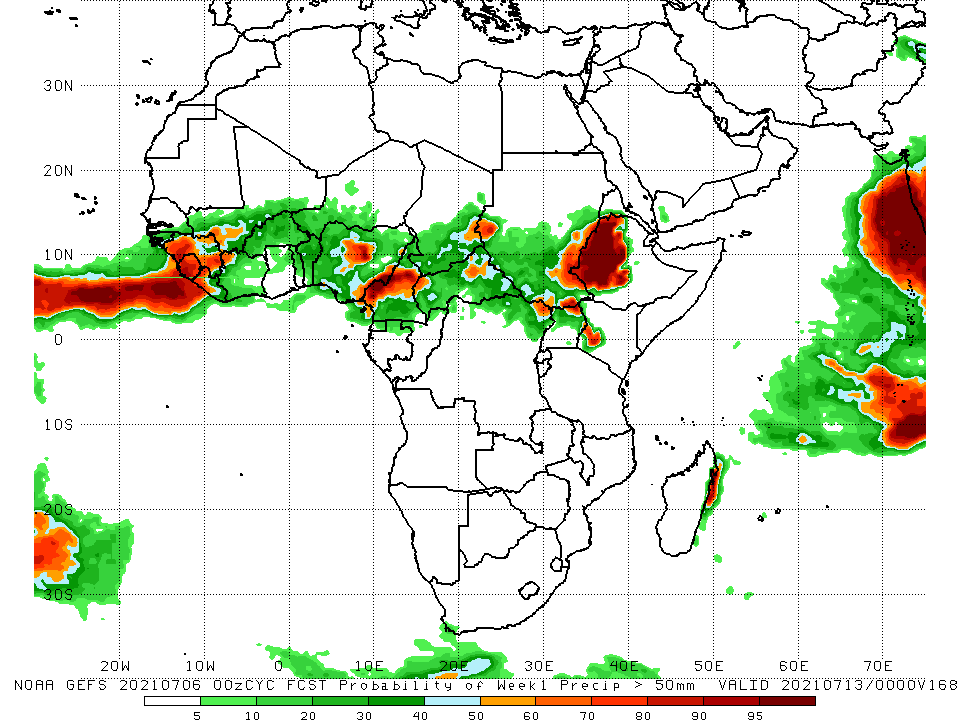 30N
20N
10N
0
10S
20S
30S
20W 10W 0 10E 20E 30E 40E 50E 60E 70E
NOAA GEFS 20210706 00zCYC FCST Probability of Week1 Precip > 50mm VALID 20210713/0000V168
5 10 20 30 40 50 60 70 80 90 95